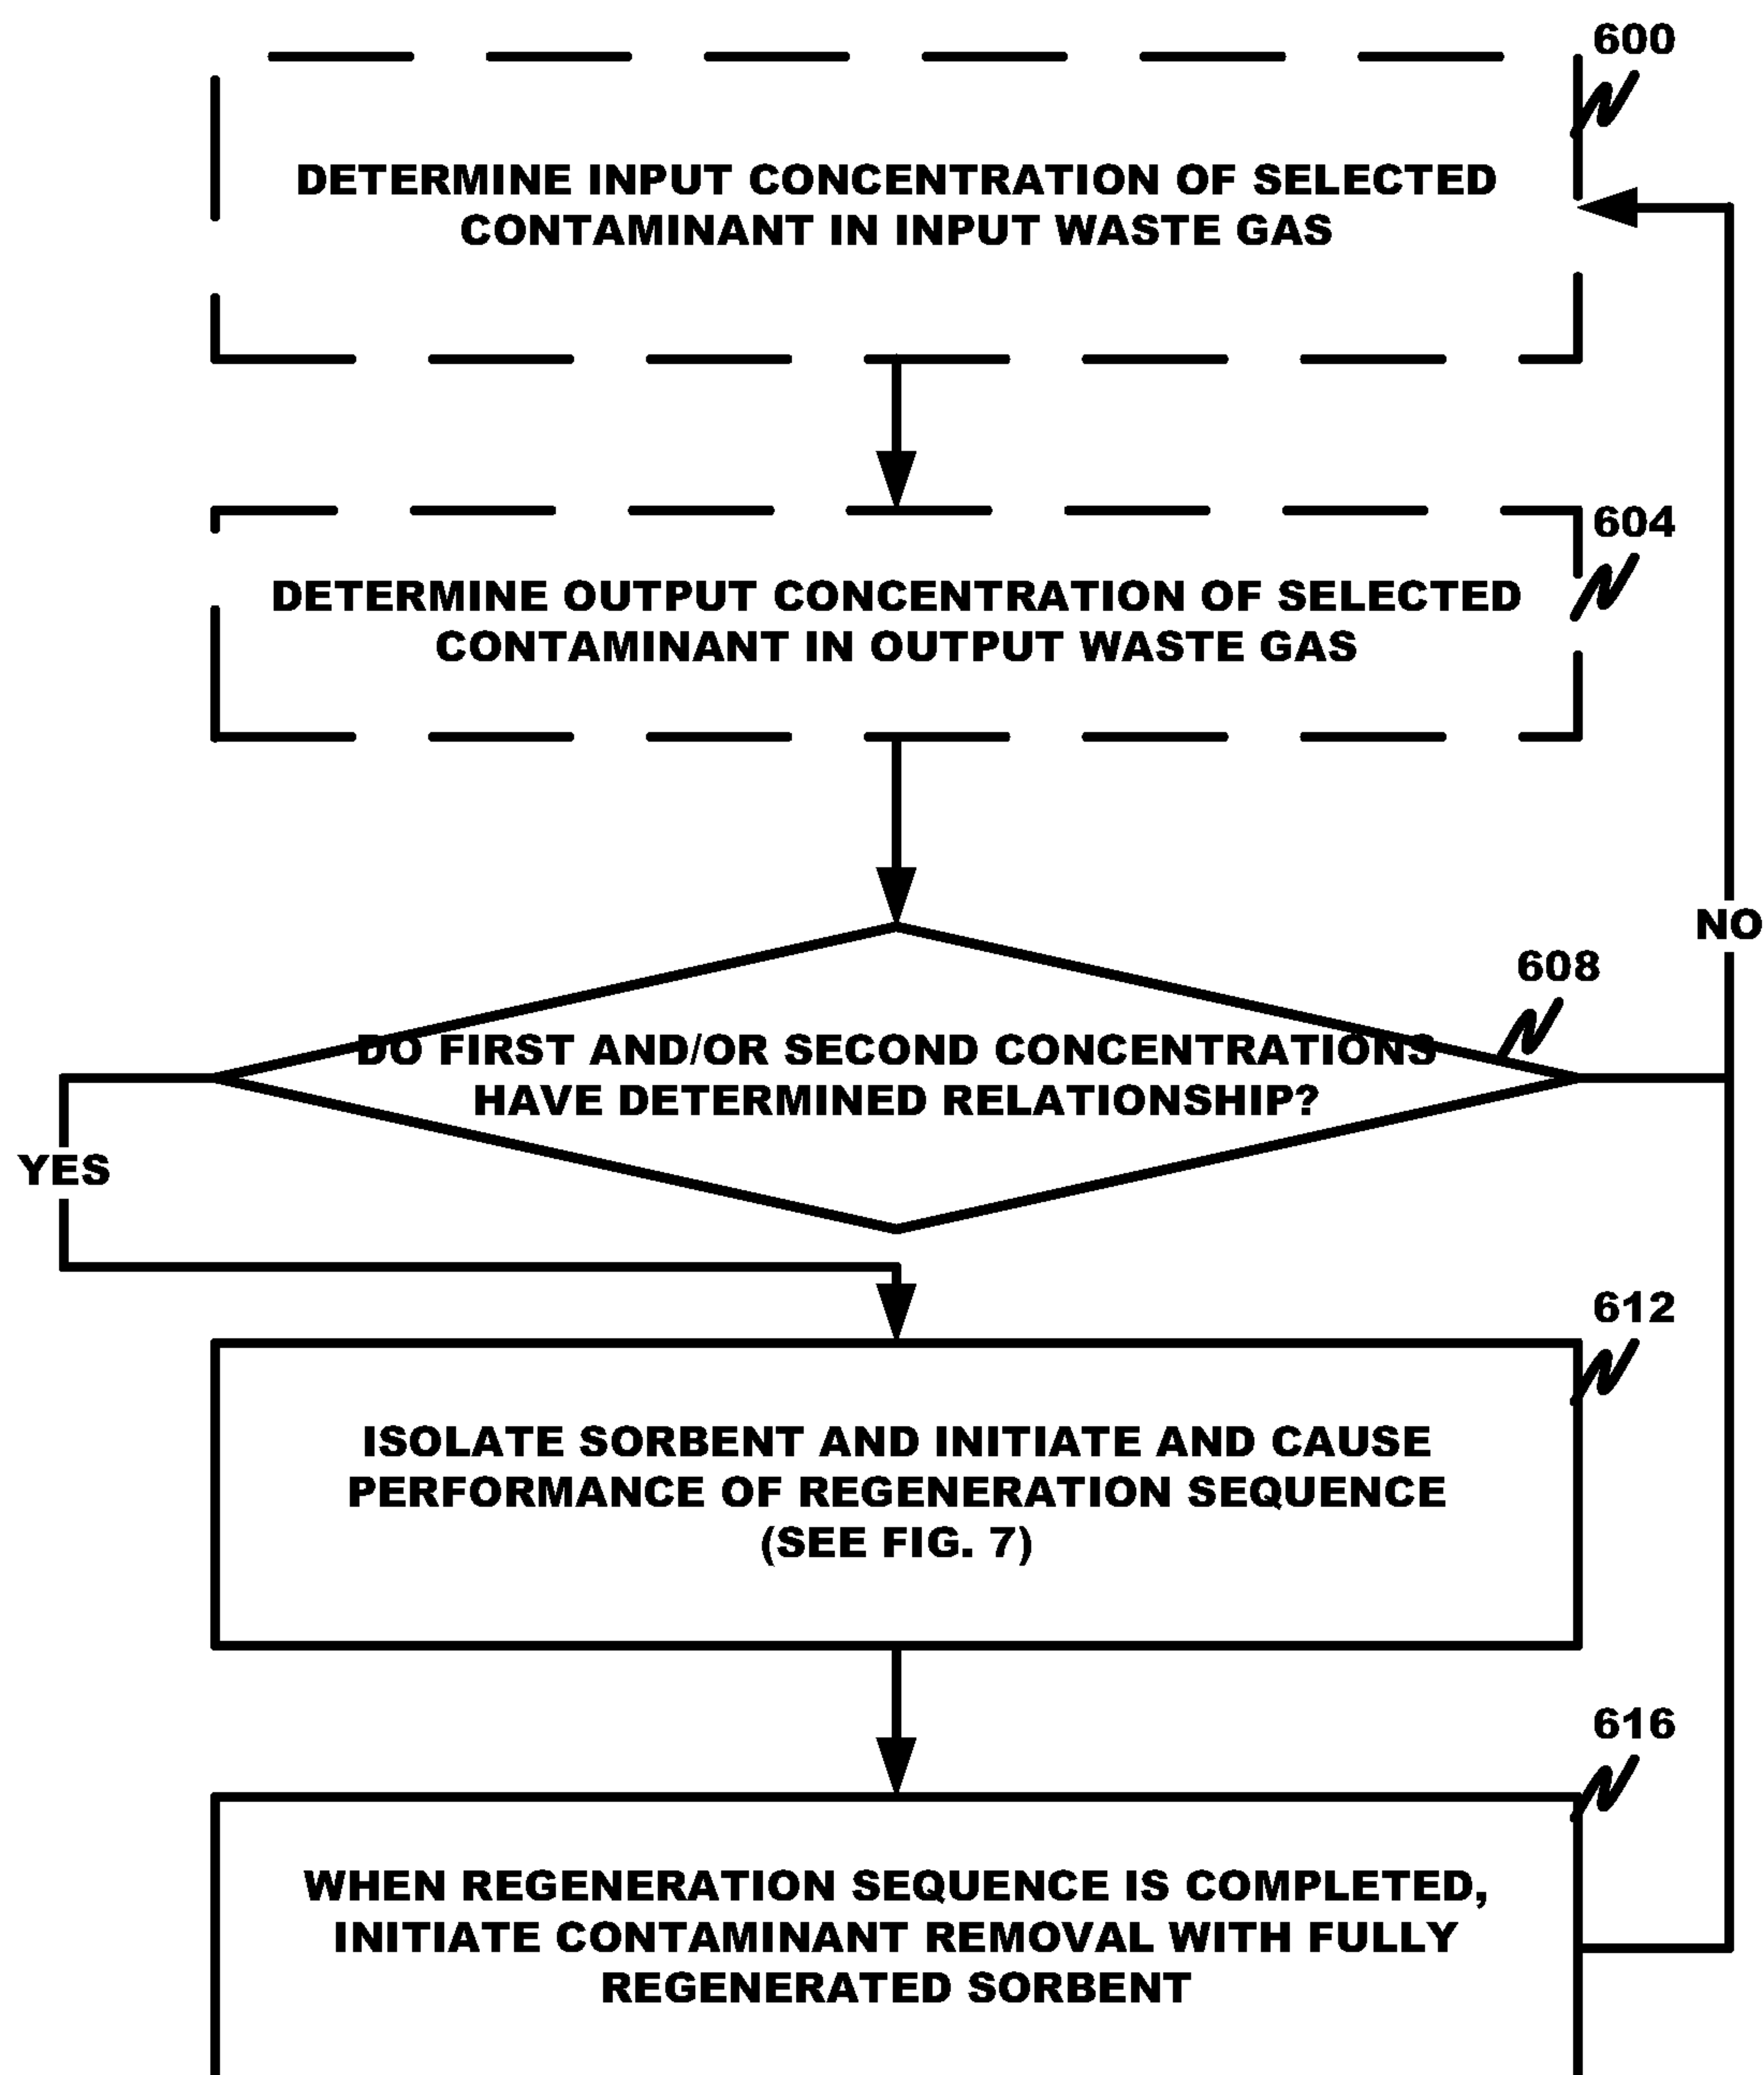 600
DETERMINE INPUT CONCENTRATION OF SELECTED
CONTAMINANT IN INPUT WASTE GAS
604
DETERMINE OUTPUT CONCENTRATION OF SELECTED
CONTAMINANT IN OUTPUT WASTE GAS
NO
608
DO FIRST AND/OR SECOND CONCENTRATIONS
HAVE DETERMINED RELATIONSHIP?
YES
612
ISOLATE SORBENT AND INITIATE AND CAUSE
PERFORMANCE OF REGENERATION SEQUENCE
(SEE FIG. 7)
616
WHEN REGENERATION SEQUENCE IS COMPLETED,
INITIATE CONTAMINANT REMOVAL WITH FULLY
REGENERATED SORBENT